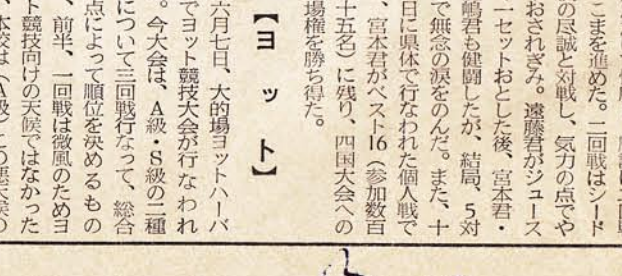 こまを進めた。二回戦はシード
の尽誠と対戦し、気力の点でや
おされぎみ。遠藤君がジュース
一セットおとした後、宮本君・
嶋君も健闘したが、結局、5対
で無念の涙をのんだ。また、十
日に県体で行なわれた個人戦で
、宮本君がベスト16(参加数百
十五名)に残り、四国大会への
場権を勝ち得た。
【ヨット】
六月七日、大的場ヨットハーバ
でヨット競技大会が行なわれ
。今大会は、A級・S級の二種
について三回戦行なって、総合
点によって順位を決めるもの
、前半、一回戦は微風のためヨ
ト競技向けの天候ではなかった
、本校は(A級)この悪天候の